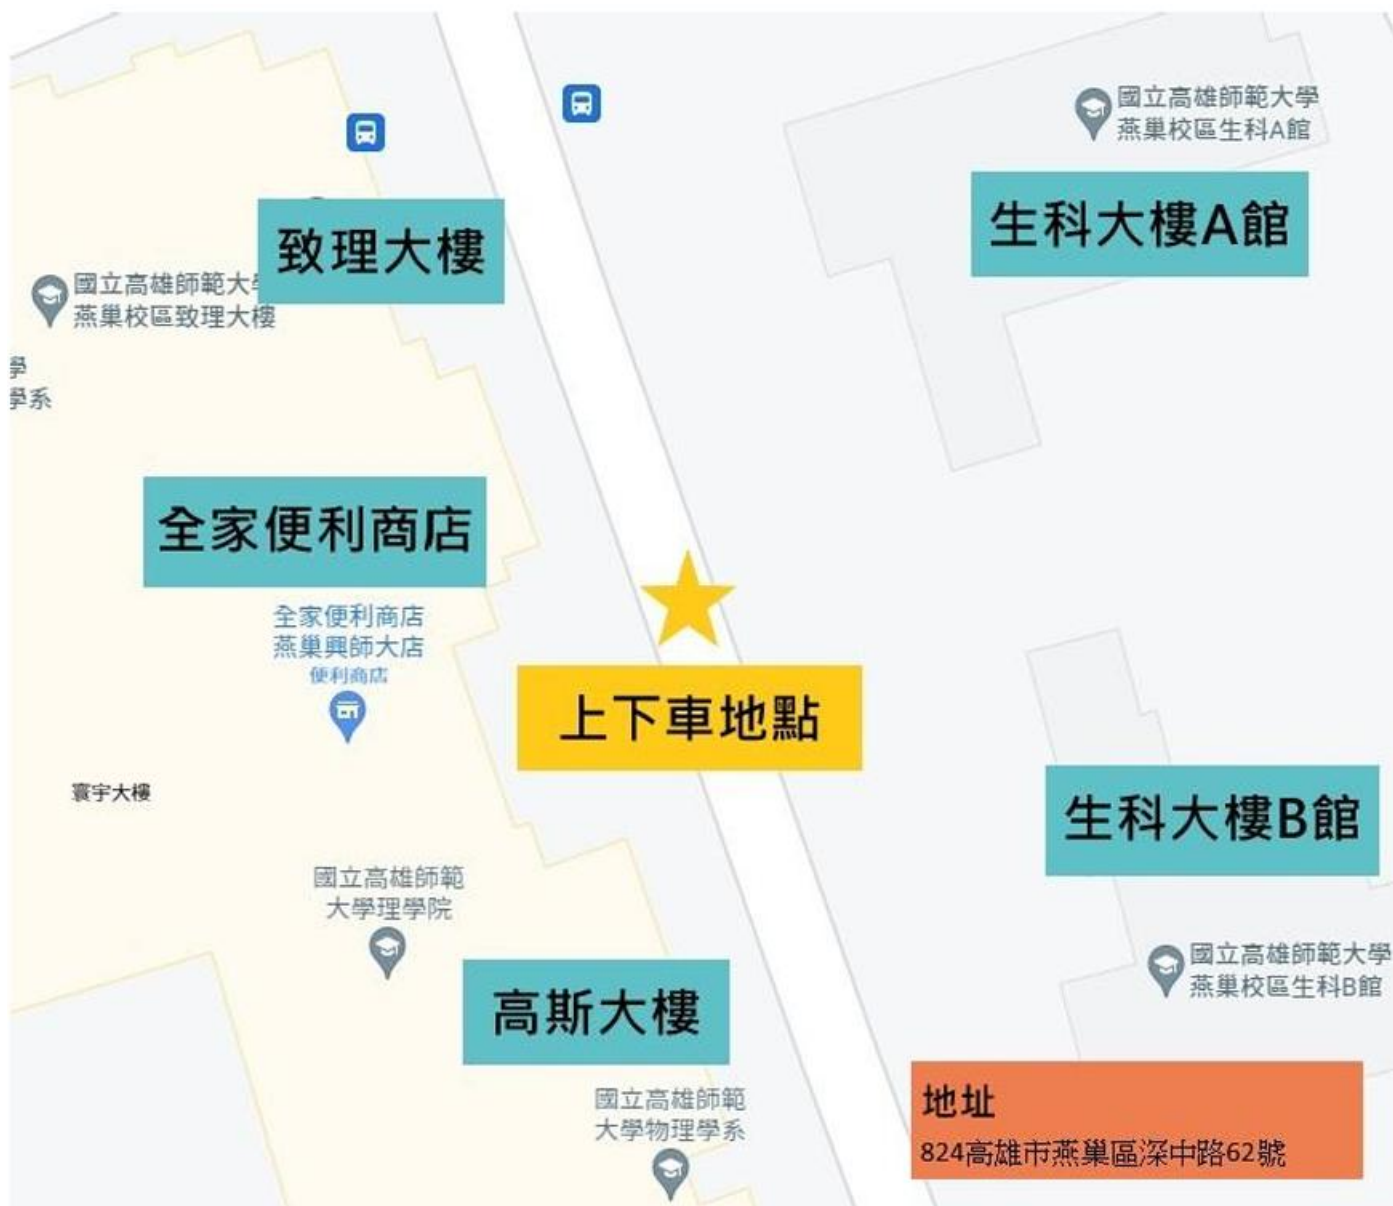 國立高雄師範大學
燕巢校區生科A館
生科大樓A館
致理大樓
國立高雄師範大
燕巢校區致理大樓
學
學系
全家便利商店
全家便利商店
燕巢興師大店
便利商店
上下車地點
寰宇大樓
生科大樓B館
國立高雄師範
大學理學院
國立高雄師範大學
燕巢校區生科B館
高斯大樓
國立高雄師範
大學物理學系
地址
824高雄市燕巢區深中路62號